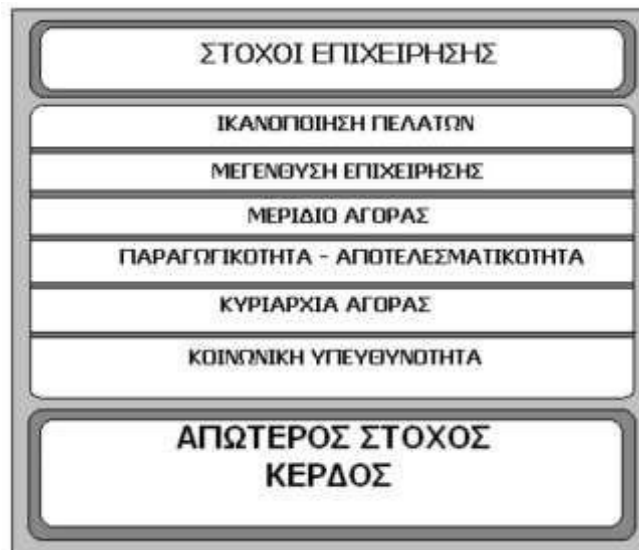 ΣΤΟΧΟΙ ΕΠΙΧΕΙΡΗΣΗΣ
ΙΚΑΝΟΠΟΙΗΣΗ ΠΕΛΑΤΩΝ
ΜΕΓΕΝΘΥΣΗ ΕΠΙΧΕΙΡΗΣΗΣ
ΜΕΡΙΔΙΟ ΑΓΟΡΑΣ
ΠΑΡΑΓΩΓΙΚΟΤΗΤΑ - ΑΠΟΤΕΛΕΣΜΑΤΙΚΟΤΗΤΑ
ΚΥΡΙΑΡΧΙΑ ΑΓΟΡΑΣ
ΚΟΙΝΩΝΙΚΗ ΥΠΕΥΘΥΝΟΤΗΤΑ
ΑΠΩΤΕΡΟΣ ΣΤΟΧΟΣ
ΚΕΡΔΟΣ